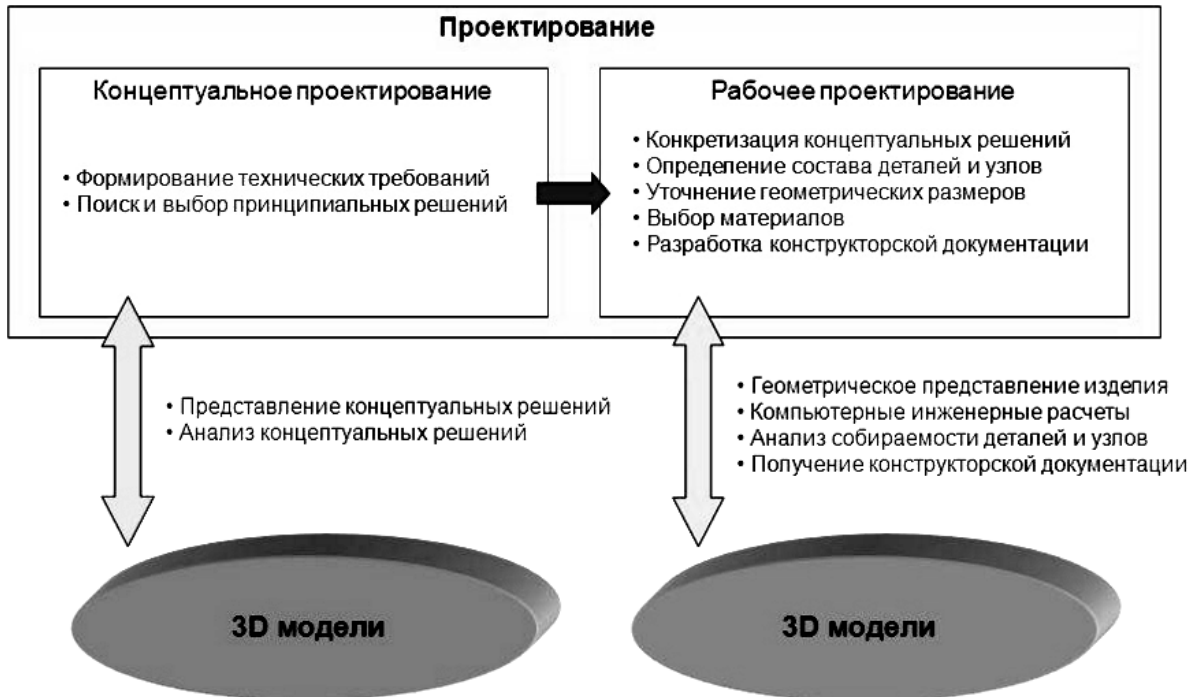 Проектирование
Концептуальное проектирование
• Формирование технических требований
• Поиск и выбор принципиальных решений
Рабочее проектирование
• Конкретизация концептуальных решений
• Определение состава деталей и узлов
• Уточнение геометрических размеров
• Выбор материалов
• Разработка конструкторской документации
• Представление концептуальных решений
• Анализ концептуальных решений
• Геометрическое представление изделия
• Компьютерные инженерные расчеты
• Анализ собираемости деталей и узлов
• Получение конструкторской документации
3D модели
3D модели